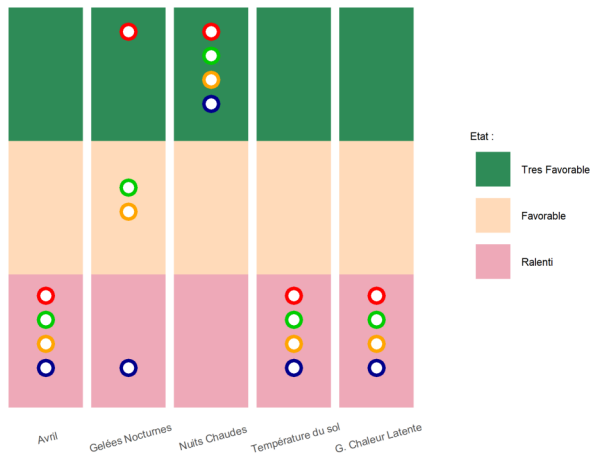 Etat :
Tres Favorable
Favorable
Ralenti
Avril
Gelées Nocturnes
Nuits Chaudes
Température du sol
G. Chaleur Latente